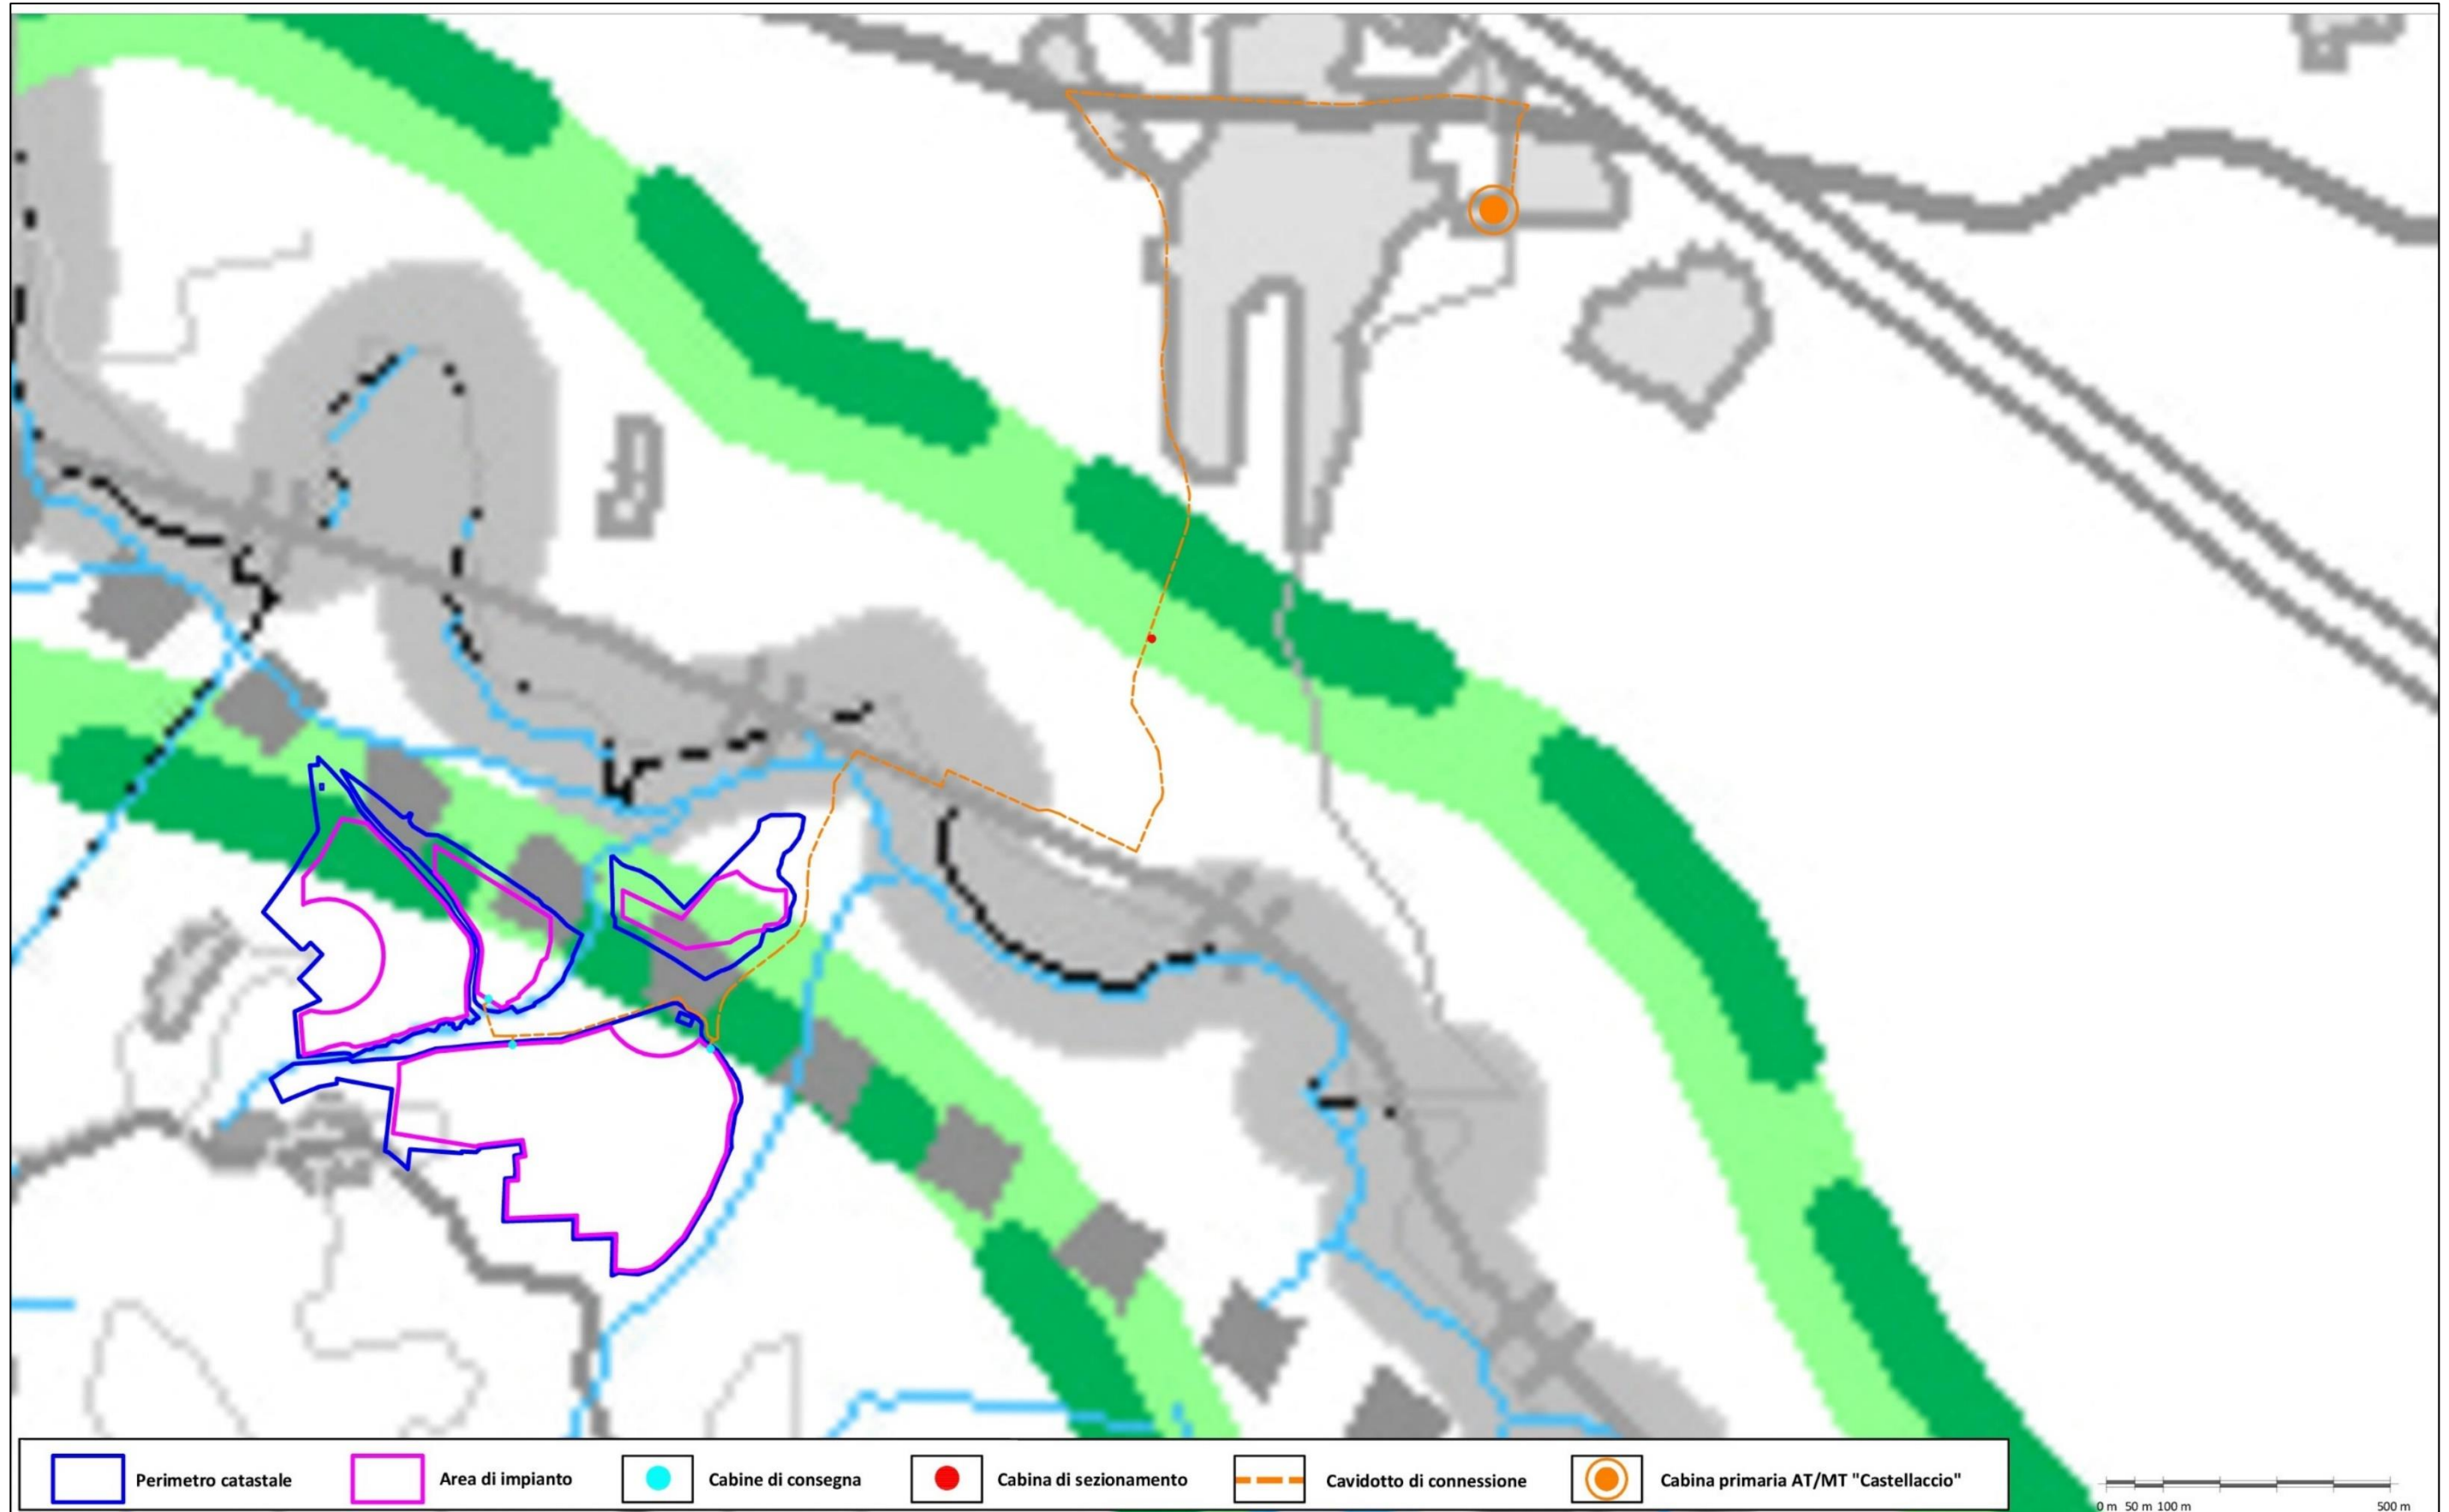 Perimetro catastale
Area di impianto
Cabine di consegna
Cabina di sezionamento
Cavidotto di connessione
Cabina primaria AT/MT "Castellaccio"
0 m 50 m 100 m 500 m